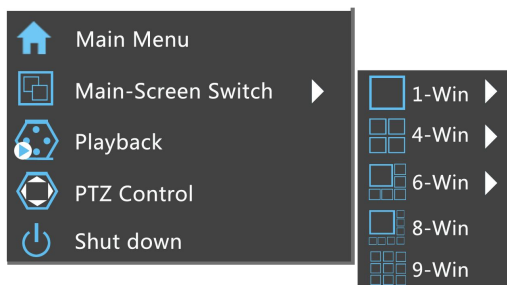 Main Menu
Main-Screen Switch
Playback
PTZ Control
Shut down
1-Win
4-Win
6-Win
8-Win
9-Win